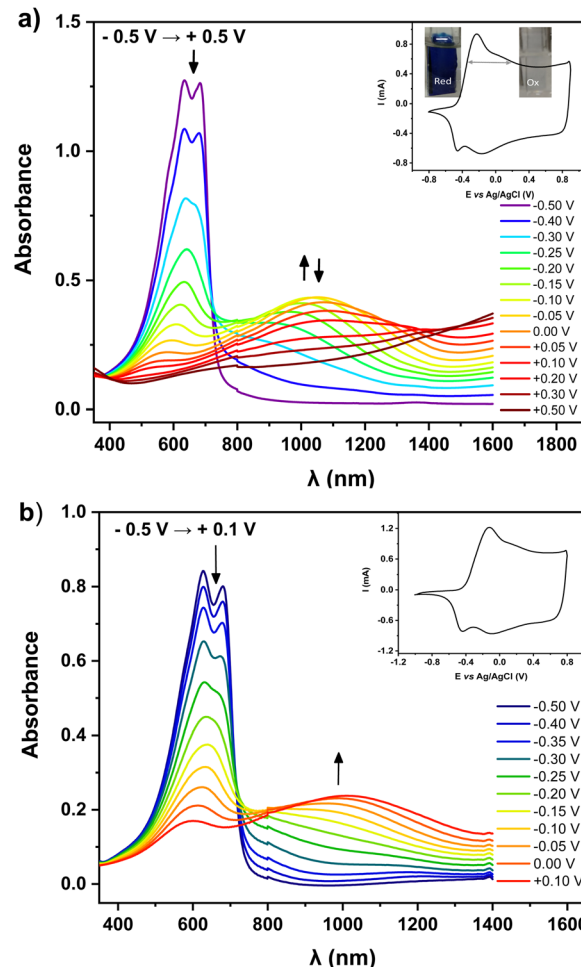 a)
- 0.5 V → + 0.5 V
Absorbance
1.5
1.0
0.5
0.0
400 600 800 1000 1200 1400 1600
λ (nm)
I (mA)
0.8
0.4
0.0
-0.4
-0.8
Red
Ox
-0.8 -0.4 0.0 0.4 0.8
E vs Ag/AgCl (V)
-0.50 V
-0.40 V
-0.30 V
-0.25 V
-0.20 V
-0.15 V
-0.10 V
-0.05 V
0.00 V
+0.05 V
+0.10 V
+0.20 V
+0.30 V
+0.50 V
b)
- 0.5 V → + 0.1 V
Absorbance
1.0
0.8
0.6
0.4
0.2
0.0
400 600 800 1000 1200 1400 1600
λ (nm)
I (mA)
1.2
0.6
0.0
-0.6
-1.2
-1.2 -0.8 -0.4 0.0 0.4 0.8
E vs Ag/AgCl (V)
-0.50 V
-0.40 V
-0.35 V
-0.30 V
-0.25 V
-0.20 V
-0.15 V
-0.10 V
-0.05 V
0.00 V
+0.10 V